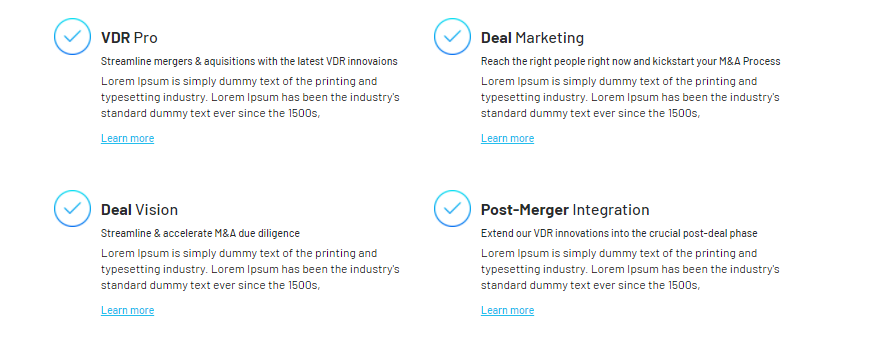 VDR Pro
Streamline mergers & aquisitions with the latest VDR innovaions
Lorem Ipsum is simply dummy text of the printing and
typesetting industry. Lorem Ipsum has been the industry's
standard dummy text ever since the 1500s,
Learn more
Deal Marketing
Reach the right people right now and kickstart your M&A Process
Lorem Ipsum is simply dummy text of the printing and
typesetting industry. Lorem Ipsum has been the industry's
standard dummy text ever since the 1500s,
Learn more
Deal Vision
Streamline & accelerate M&A due diligence
Lorem Ipsum is simply dummy text of the printing and
typesetting industry. Lorem Ipsum has been the industry's
standard dummy text ever since the 1500s,
Learn more
Post-Merger Integration
Extend our VDR innovations into the crucial post-deal phase
Lorem Ipsum is simply dummy text of the printing and
typesetting industry. Lorem Ipsum has been the industry's
standard dummy text ever since the 1500s,
Learn more